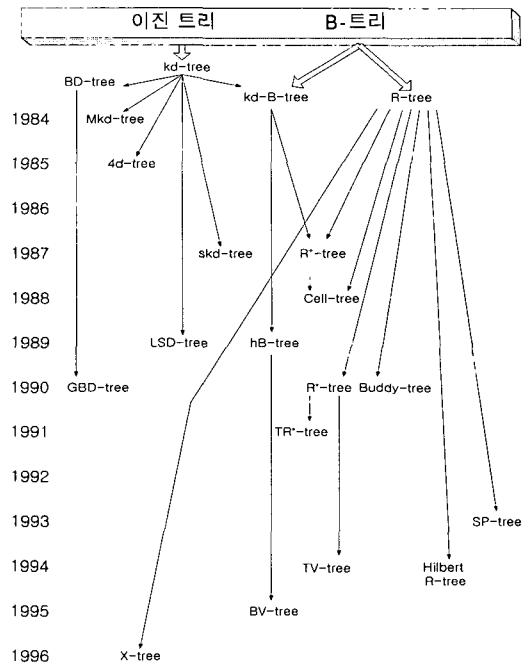 이진 트리 B-트리
kd-tree
BD-tree kd-B-tree R-tree
1984 Mkd-tree
1985 4d-tree
1986
1987 skd-tree R⁺-tree
1988 Cell-tree
1989 LSD-tree hB-tree
1990 GBD-tree R*-tree Buddy-tree
1991 TR*-tree
1992
1993 SP-tree
1994 TV-tree Hilbert
R-tree
1995 BV-tree
1996 X-tree